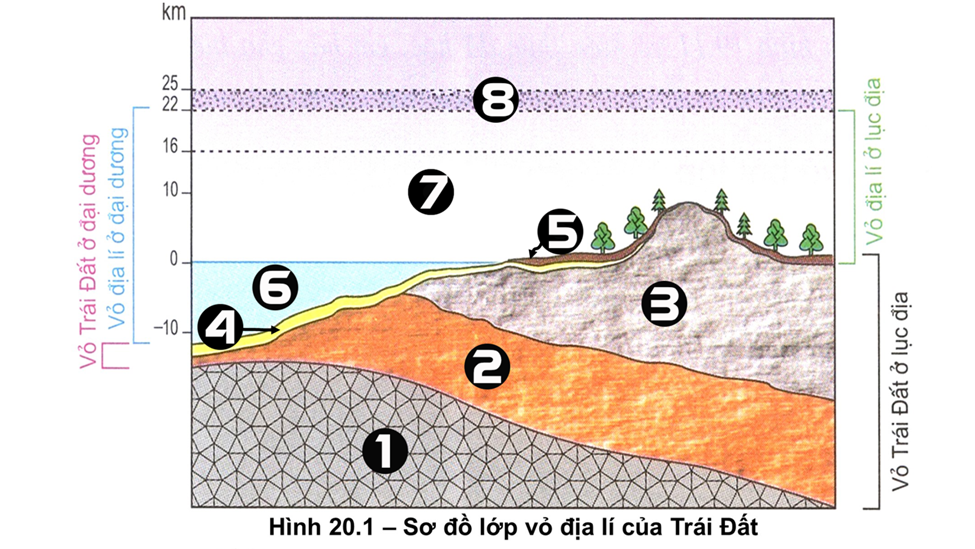 km
25
22
16
10
0
–10
8
7
5
6
4
3
2
1
Vỏ Trái Đất ở đại dương
Vỏ địa lí ở đại dương
Vỏ địa lí ở lục địa
Vỏ Trái Đất ở lục địa
Hình 20.1 – Sơ đồ lớp vỏ địa lí của Trái Đất